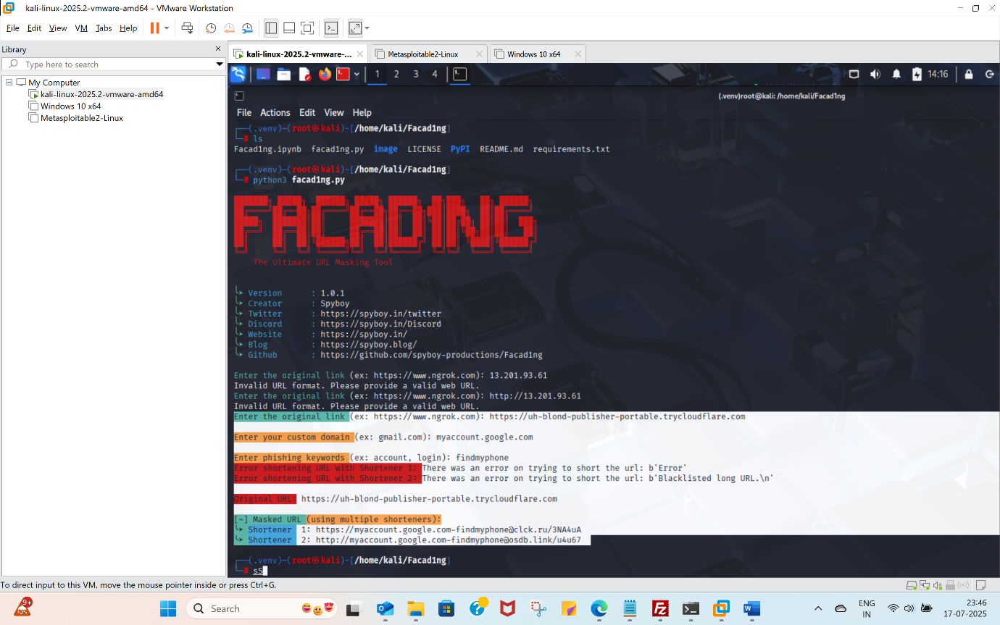 kali-linux-2025.2-vmware-amd64 - VMware Workstation
File Edit View VM Tabs Help
Library
Type here to search
My Computer
kali-linux-2025.2-vmware-amd64
Windows 10 x64
Metasploitable2-Linux
kali-linux-2025.2-vmware-... Metasploitable2-Linux Windows 10 x64
1 2 3 4 14:16
(.venv)root@kali: /home/kali/Facad1ng
File Actions Edit View Help
(.venv)-(root㉿kali)-[/home/kali/Facad1ng]
# ls
Facad1ng.ipynb facad1ng.py image LICENSE PyPI README.md requirements.txt
(.venv)-(root㉿kali)-[/home/kali/Facad1ng]
# python3 facad1ng.py
FACAD1NG
The Ultimate URL Masking Tool
Version : 1.0.1
Creator : Spyboy
Twitter : https://spyboy.in/twitter
Discord : https://spyboy.in/Discord
Website : https://spyboy.in/
Blog : https://spyboy.blog/
Github : https://github.com/spyboy-productions/Facad1ng
Enter the original link (ex: https://www.ngrok.com): 13.201.93.61
Invalid URL format. Please provide a valid web URL.
Enter the original link (ex: https://www.ngrok.com): http://13.201.93.61
Invalid URL format. Please provide a valid web URL.
Enter the original link (ex: https://www.ngrok.com): https://uh-blond-publisher-portable.trycloudflare.com
Enter your custom domain (ex: gmail.com): myaccount.google.com
Enter phishing keywords (ex: account, login): findmyphone
Error shortening URL with Shortener 1: There was an error on trying to short the url: b'Error'
Error shortening URL with Shortener 2: There was an error on trying to short the url: b'Blacklisted long URL.\n'
Original URL: https://uh-blond-publisher-portable.trycloudflare.com
[~] Masked URL (using multiple shorteners):
Shortener 1: https://myaccount.google.com-findmyphone@clck.ru/3NA4uA
Shortener 2: http://myaccount.google.com-findmyphone@osdb.link/u4u67
(.venv)-(root㉿kali)-[/home/kali/Facad1ng]
# sS
To direct input to this VM, move the mouse pointer inside or press Ctrl+G.
9+
Search
ENG
IN
23:46
17-07-2025